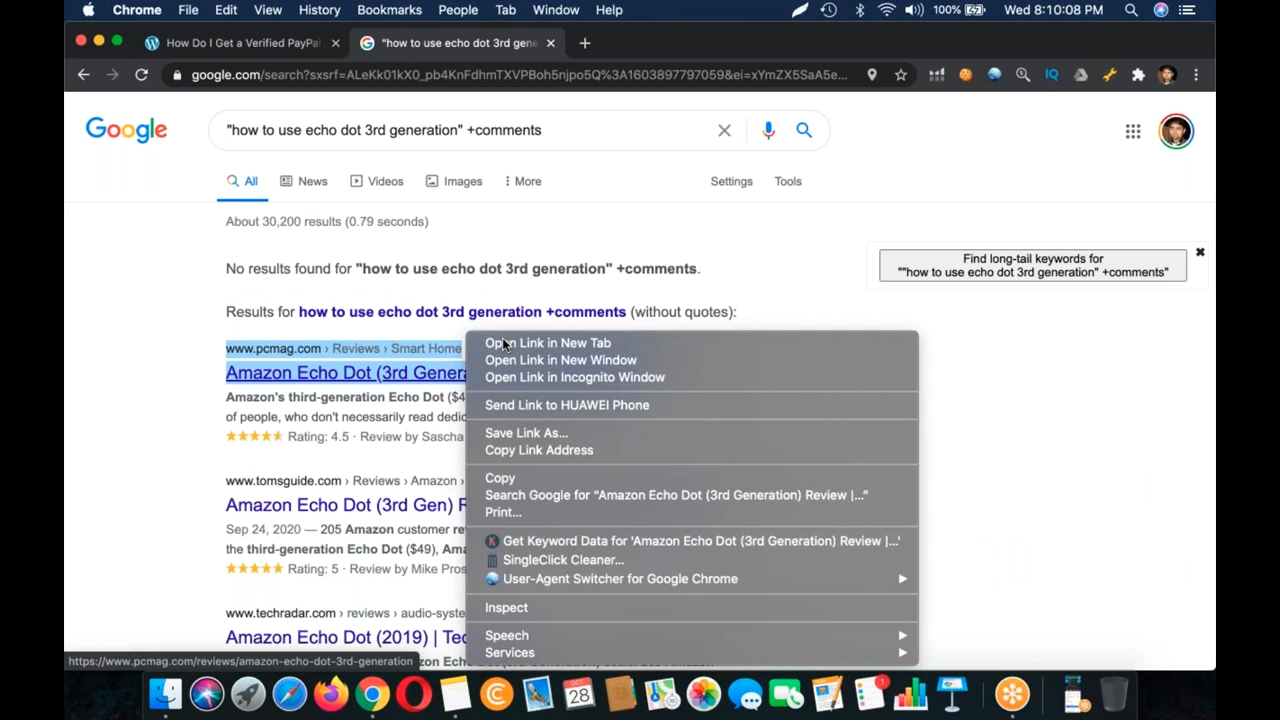 Chrome File Edit View History Bookmarks People Tab Window Help 100% Wed 8:10:08 PM
How Do I Get a Verified PayPa
"how to use echo dot 3rd gene
google.com/search?sxsrf=ALeKk01kX0_pb4KnFdhmTXVPBoh5njpo5Q%3A1603897797059&ei=xYmZX5SaA5e...
IQ
Google
"how to use echo dot 3rd generation" +comments
All News Videos Images More Settings Tools
About 30,200 results (0.79 seconds)
No results found for "how to use echo dot 3rd generation" +comments.
Find long-tail keywords for
""how to use echo dot 3rd generation" +comments"
Results for how to use echo dot 3rd generation +comments (without quotes):
www.pcmag.com › Reviews › Smart Home
Amazon Echo Dot (3rd Genera
Amazon's third-generation Echo Dot ($4
of people, who don't necessarily read dedic
Rating: 4.5 · Review by Sascha
www.tomsguide.com › Reviews › Amazon ›
Amazon Echo Dot (3rd Gen) R
Sep 24, 2020 — 205 Amazon customer re
the third-generation Echo Dot ($49), Ama
Rating: 5 · Review by Mike Pros
www.techradar.com › reviews › audio-syste
Amazon Echo Dot (2019) | Tec
Open Link in New Tab
Open Link in New Window
Open Link in Incognito Window
Send Link to HUAWEI Phone
Save Link As...
Copy Link Address
Copy
Search Google for “Amazon Echo Dot (3rd Generation) Review |...”
Print...
Get Keyword Data for 'Amazon Echo Dot (3rd Generation) Review |...'
SingleClick Cleaner...
User-Agent Switcher for Google Chrome
Inspect
Speech
Services
https://www.pcmag.com/reviews/amazon-echo-dot-3rd-generation
OCT
28
1